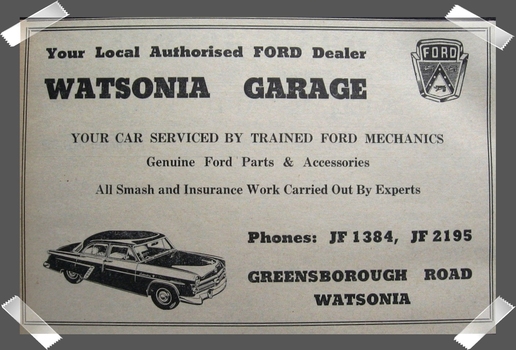 Your Local Authorised FORD Dealer
FORD
WATSONIA GARAGE
YOUR CAR SERVICED BY TRAINED FORD MECHANICS
Genuine Ford Parts & Accessories
All Smash and Insurance Work Carried Out By Experts
Phones: JF 1384, JF 2195
GREENSBOROUGH ROAD
WATSONIA